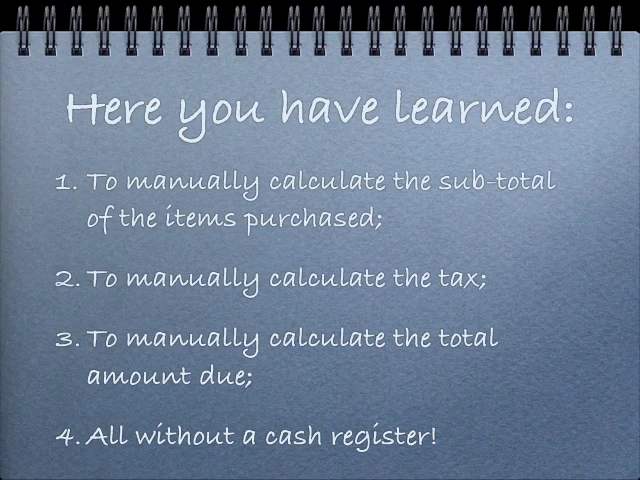 Here you have learned:
1. To manually calculate the sub-total
of the items purchased;
2. To manually calculate the tax;
3. To manually calculate the total
amount due;
4. All without a cash register!